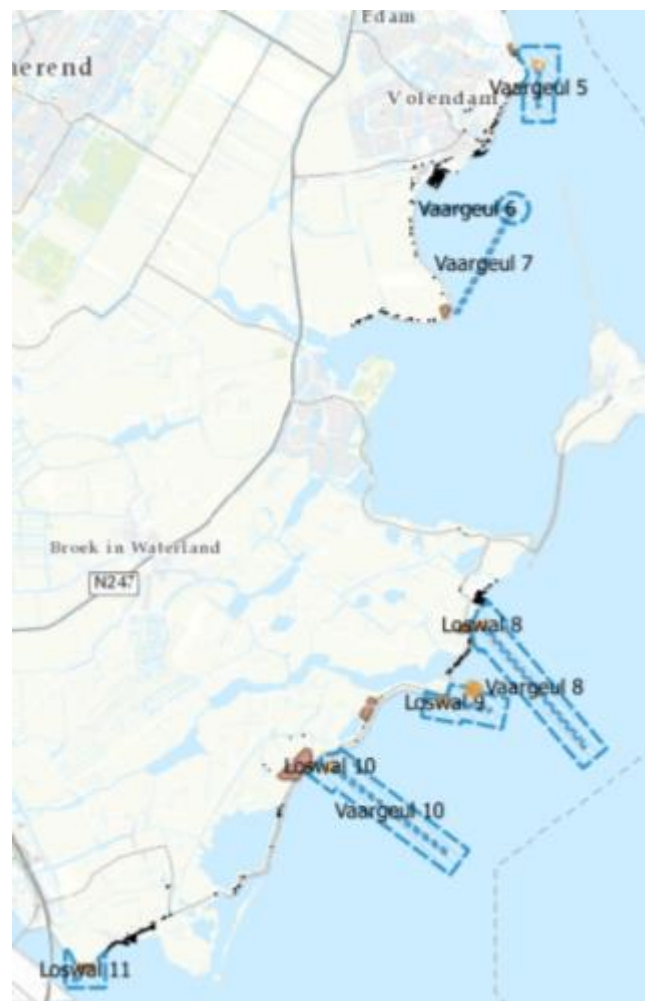 Edam
nerend
Vaargeul 5
Volendam
Vaargeul 6
Vaargeul 7
Broek in Waterland
N247
Loswal 8
Vaargeul 8
Loswal 9
Loswal 10
Vaargeul 10
Loswal 11